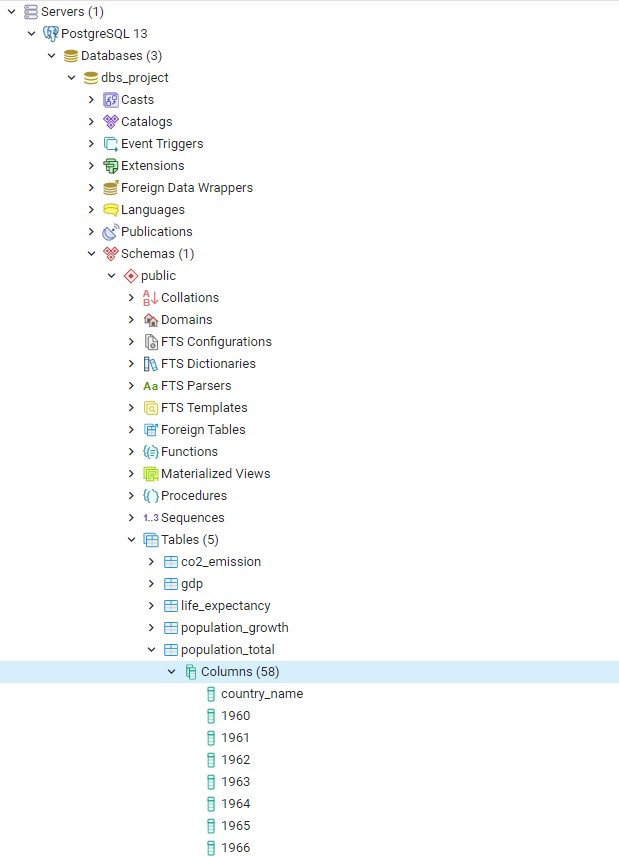 Servers (1)
PostgreSQL 13
Databases (3)
dbs_project
Casts
Catalogs
Event Triggers
Extensions
Foreign Data Wrappers
Languages
Publications
Schemas (1)
public
Collations
Domains
FTS Configurations
FTS Dictionaries
Aa FTS Parsers
FTS Templates
Foreign Tables
Functions
Materialized Views
Procedures
1..3 Sequences
Tables (5)
co2_emission
gdp
life_expectancy
population_growth
population_total
Columns (58)
country_name
1960
1961
1962
1963
1964
1965
1966